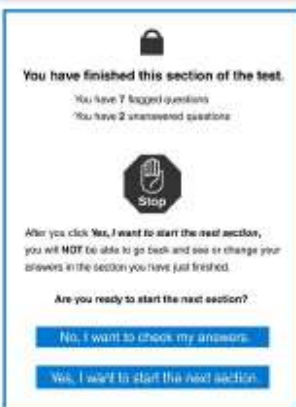 You have finished this section of the test.
You have 7 flagged questions
You have 2 unanswered questions
Stop
After you click Yes, I want to start the next section,
you will NOT be able to go back and see or change your
answers in the section you have just finished.
Are you ready to start the next section?
No, I want to check my answers.
Yes, I want to start the next section.